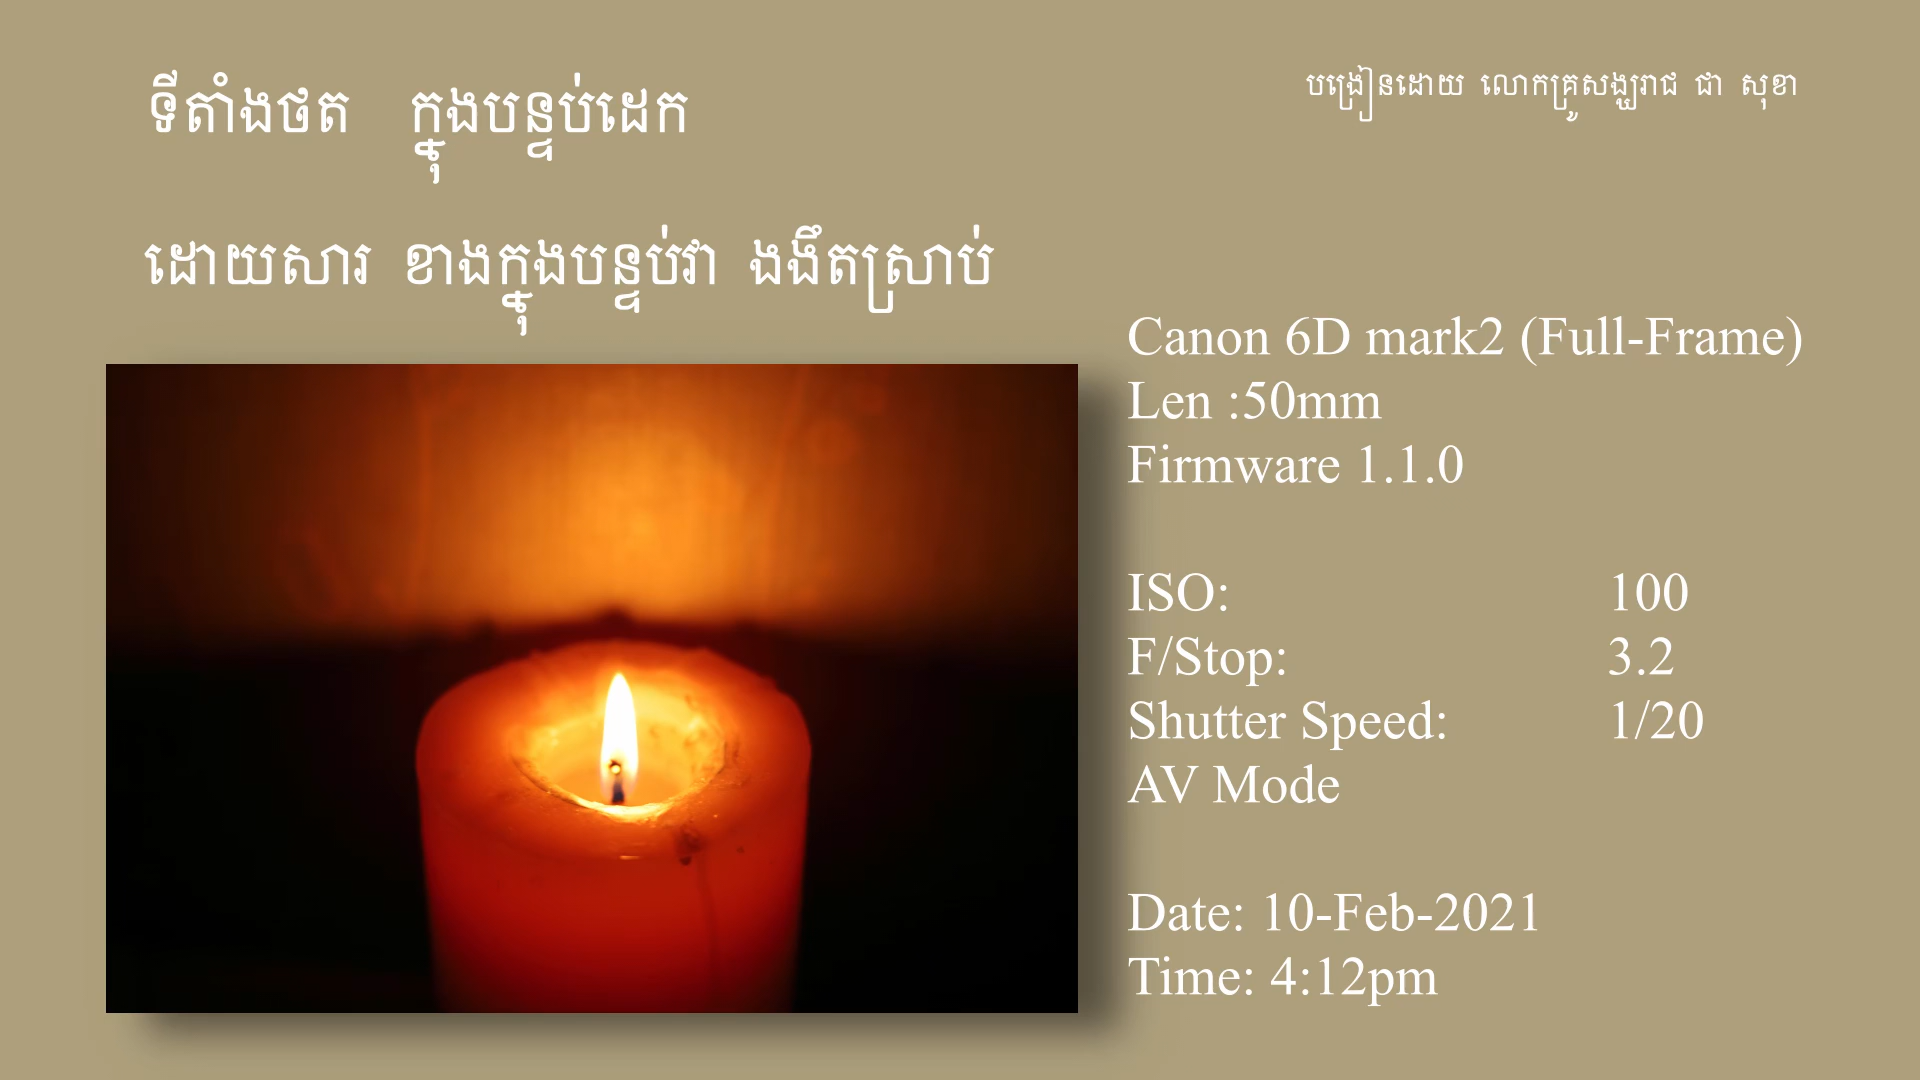 ទីតាំងថត ក្នុងបន្ទប់ដេក
បង្រៀនដោយ លោកគ្រូសង្ឃរាជ ជា សុខា
ដោយសារ ខាងក្នុងបន្ទប់វា ងងឹតស្រាប់
Canon 6D mark2 (Full-Frame)
Len :50mm
Firmware 1.1.0
ISO: 100
F/Stop: 3.2
Shutter Speed: 1/20
AV Mode
Date: 10-Feb-2021
Time: 4:12pm